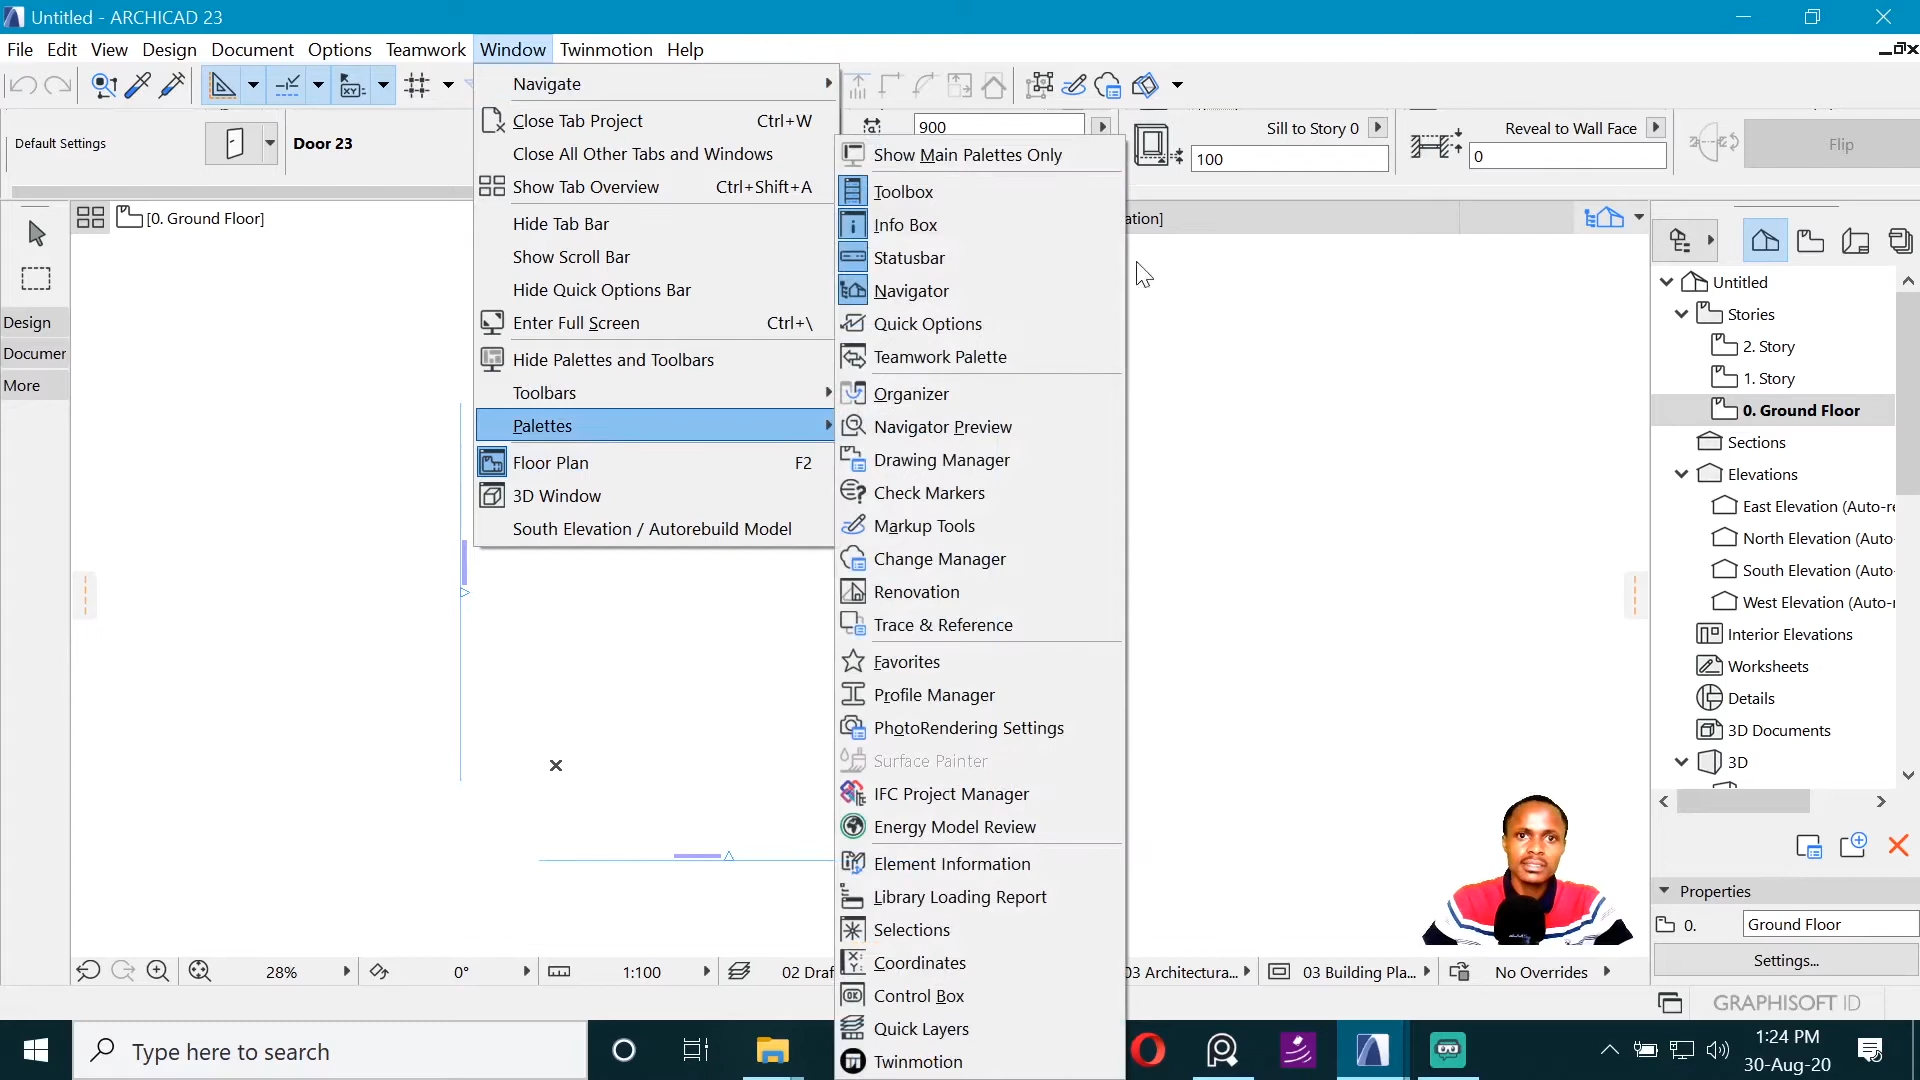 Untitled - ARCHICAD 23
File Edit View Design Document Options Teamwork Window Twinmotion Help
Default Settings
Door 23
900
Sill to Story 0
100
Reveal to Wall Face
0
Flip
[0. Ground Floor]
ation]
Design
More
Navigate
Close Tab Project Ctrl+W
Close All Other Tabs and Windows
Show Tab Overview Ctrl+Shift+A
Hide Tab Bar
Show Scroll Bar
Hide Quick Options Bar
Enter Full Screen Ctrl+\
Hide Palettes and Toolbars
Toolbars
Palettes
Floor Plan F2
3D Window
South Elevation / Autorebuild Model
Show Main Palettes Only
Toolbox
Info Box
Statusbar
Navigator
Quick Options
Teamwork Palette
Organizer
Navigator Preview
Drawing Manager
Check Markers
Markup Tools
Change Manager
Renovation
Trace & Reference
Favorites
Profile Manager
PhotoRendering Settings
Surface Painter
IFC Project Manager
Energy Model Review
Element Information
Library Loading Report
Selections
Coordinates
Control Box
Quick Layers
Twinmotion
Untitled
Stories
2. Story
1. Story
0. Ground Floor
Sections
Elevations
East Elevation (Auto-re
North Elevation (Auto-
South Elevation (Auto-
West Elevation (Auto-r
Interior Elevations
Worksheets
Details
3D Documents
3D
Properties
0. Ground Floor
Settings...
28% 0° 1:100 02 Draf 03 Architectura... 03 Building Pla... No Overrides
GRAPHISOFT ID
Type here to search
1:24 PM
30-Aug-20